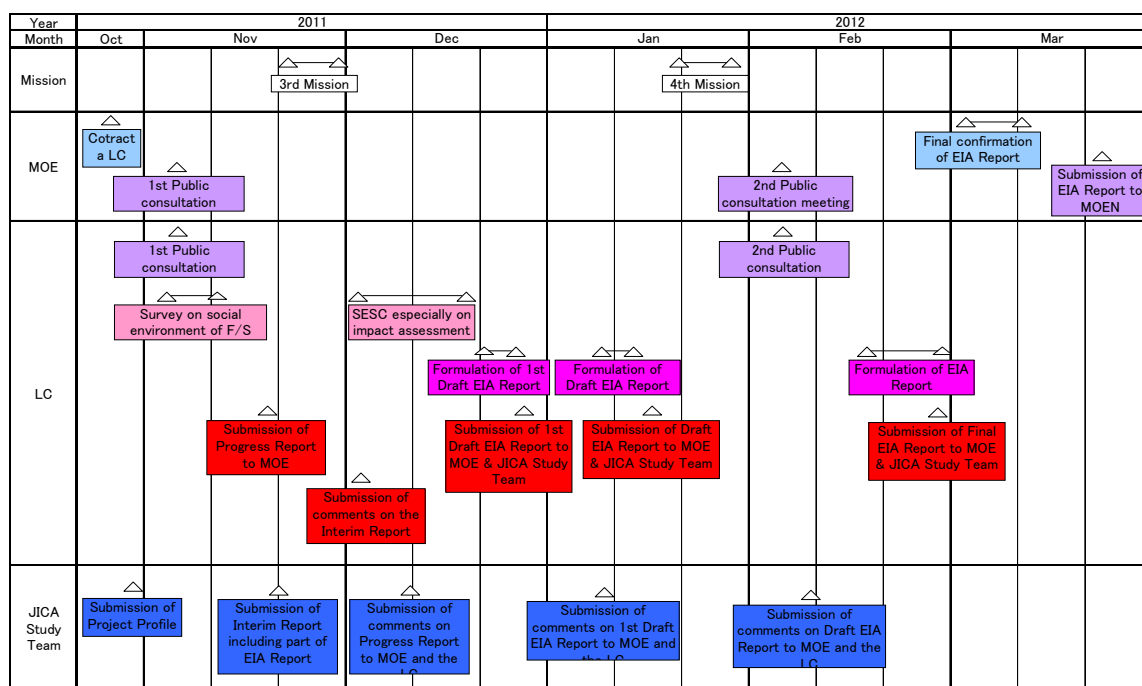 Year
2011
2012
Month
Oct
Nov
Dec
Jan
Feb
Mar
Mission
3rd Mission
4th Mission
MOE
Cotract
a LC
1st Public
consultation
2nd Public
consultation meeting
Final confirmation
of EIA Report
Submission of
EIA Report to
MOEN
LC
1st Public
consultation
2nd Public
consultation
Survey on social
environment of F/S
SESC especially on
impact assessment
Formulation of 1st
Draft EIA Report
Formulation of
Draft EIA Report
Formulation of EIA
Report
Submission of
Progress Report
to MOE
Submission of 1st
Draft EIA Report to
MOE & JICA Study
Team
Submission of Draft
EIA Report to MOE
& JICA Study Team
Submission of Final
EIA Report to MOE
& JICA Study Team
Submission of
comments on the
Interim Report
JICA
Study
Team
Submission of
Project Profile
Submission of
Interim Report
including part of
EIA Report
Submission of
comments on
Progress Report
to MOE and the
LC
Submission of
comments on 1st Draft
EIA Report to MOE and
the LC
Submission of
comments on Draft EIA
Report to MOE and
the LC